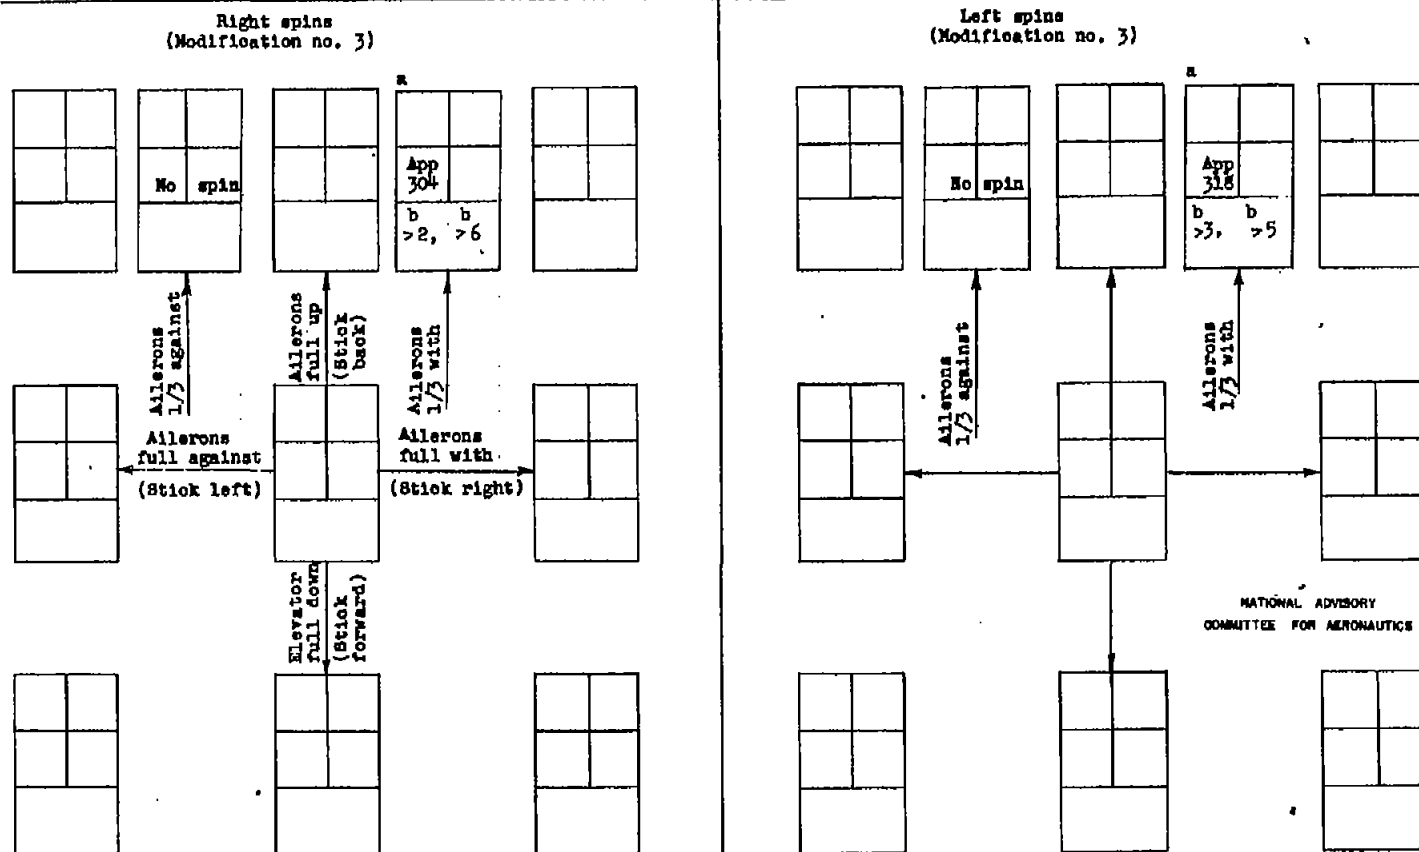 Right spins
(Modification no. 3)
a
No spin
App
304
b b
>2, >6
Ailerons
1/3 against
Ailerons
full up
(Stick
back)
Ailerons
1/3 with
Ailerons
full against
(Stick left)
Ailerons
full with
(Stick right)
Elevator
full down
(Stick
forward)
Left spins
(Modification no. 3)
a
No spin
App
318
b b
>3, >5
Ailerons
1/3 against
Ailerons
1/3 with
NATIONAL ADVISORY
COMMITTEE FOR AERONAUTICS